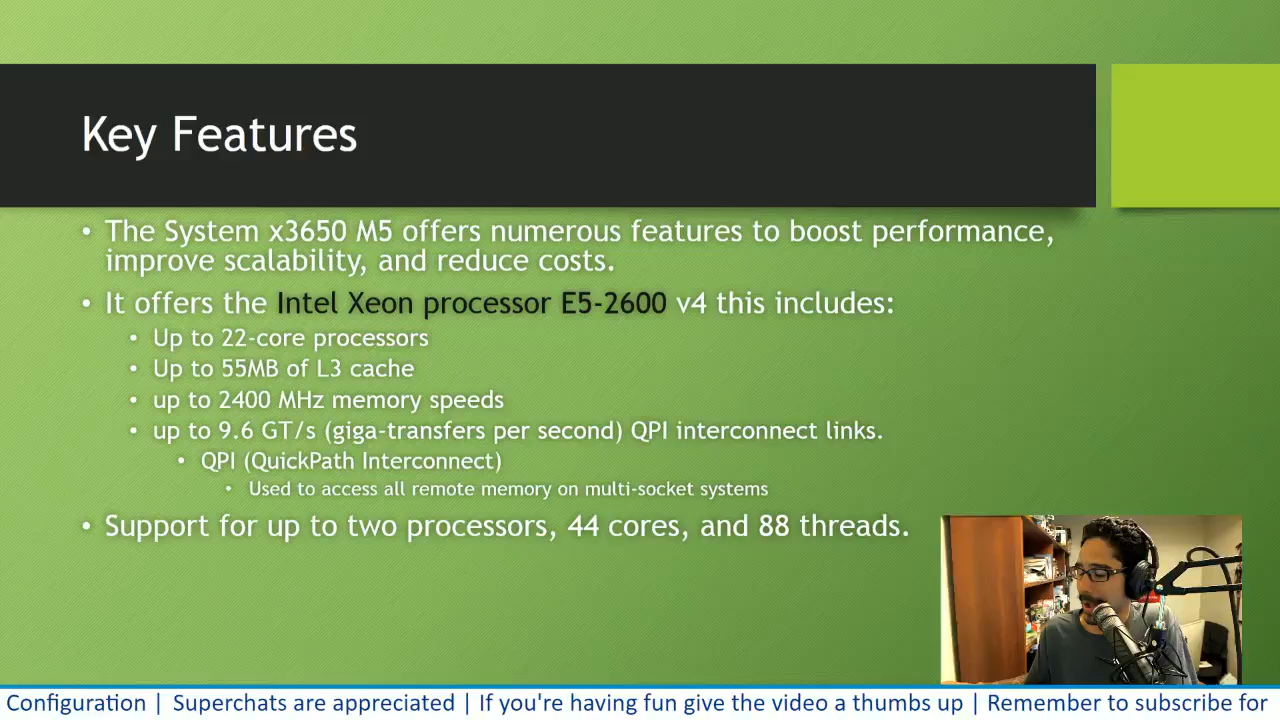 Key Features
• The System x3650 M5 offers numerous features to boost performance,
improve scalability, and reduce costs.
• It offers the Intel Xeon processor E5-2600 v4 this includes:
• Up to 22-core processors
• Up to 55MB of L3 cache
• up to 2400 MHz memory speeds
• up to 9.6 GT/s (giga-transfers per second) QPI interconnect links.
• QPI (QuickPath Interconnect)
• Used to access all remote memory on multi-socket systems
• Support for up to two processors, 44 cores, and 88 threads.
Configuration | Superchats are appreciated | If you're having fun give the video a thumbs up | Remember to subscribe for